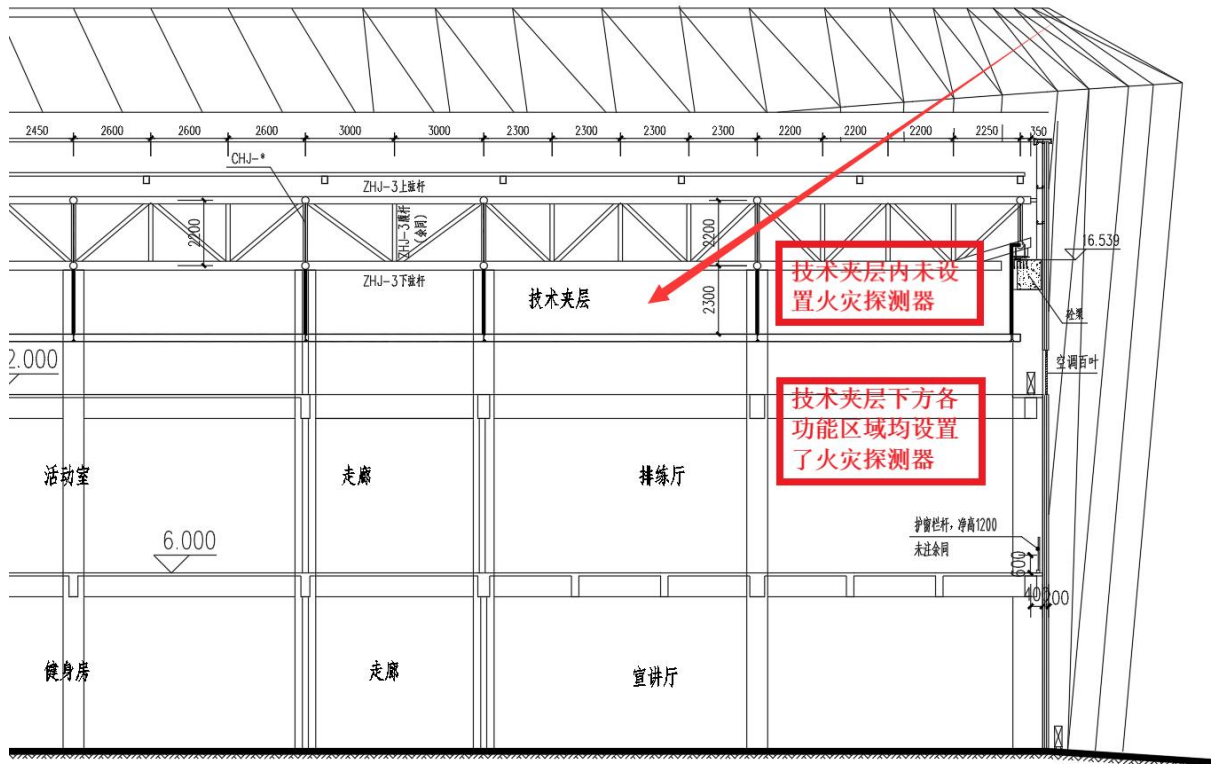 2450 2600 2600 2600 3000 3000 2300 2300 2300 2300 2200 2200 2200 2250 350
CHJ-*
ZHJ-3上弦杆
2200
ZHJ-3腹杆
(余同)
2200
16.539
ZHJ-3下弦杆
技术夹层
2300
技术夹层内未设
置火灾探测器
砼梁
2.000
空调百叶
技术夹层下方各
功能区域均设置
了火灾探测器
活动室
走廊
排练厅
护窗栏杆，净高1200
未注余同
6.000
600
200
健身房
走廊
宣讲厅